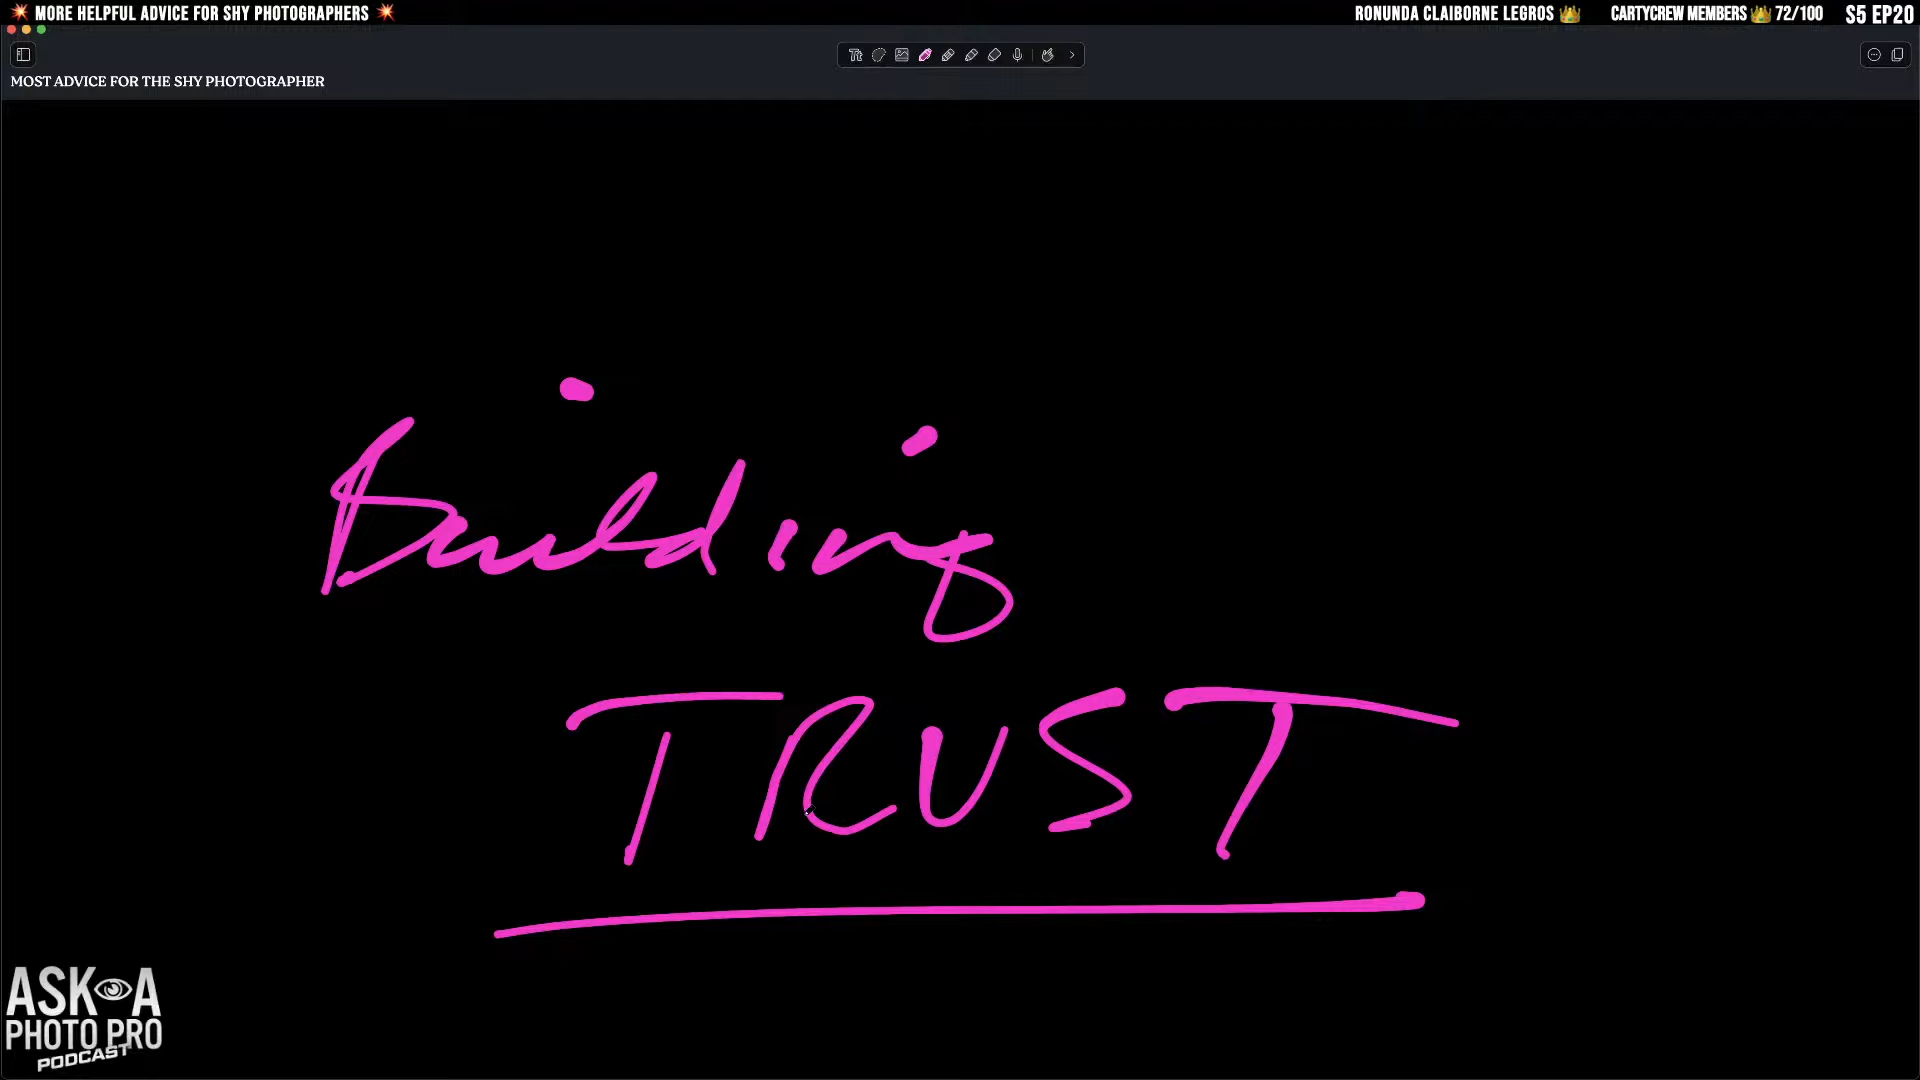 💥 MORE HELPFUL ADVICE FOR SHY PHOTOGRAPHERS 💥
RONUNDA CLAIBORNE LEGROS 👑 CARTYCREW MEMBERS 👑 72/100 S5 EP20
MOST ADVICE FOR THE SHY PHOTOGRAPHER
Building
TRUST
ASK A
PHOTO PRO
PODCAST